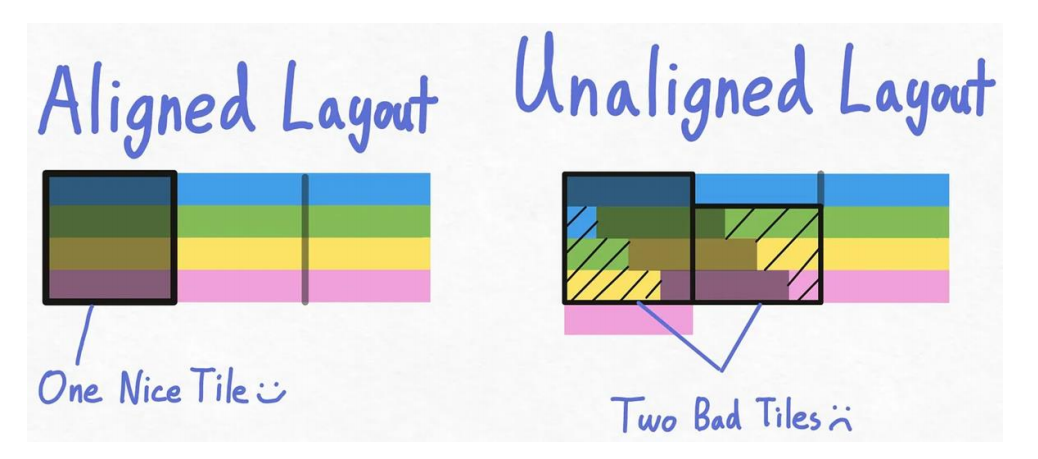 Aligned Layout
Unaligned Layout
One Nice Tile :)
Two Bad Tiles :(